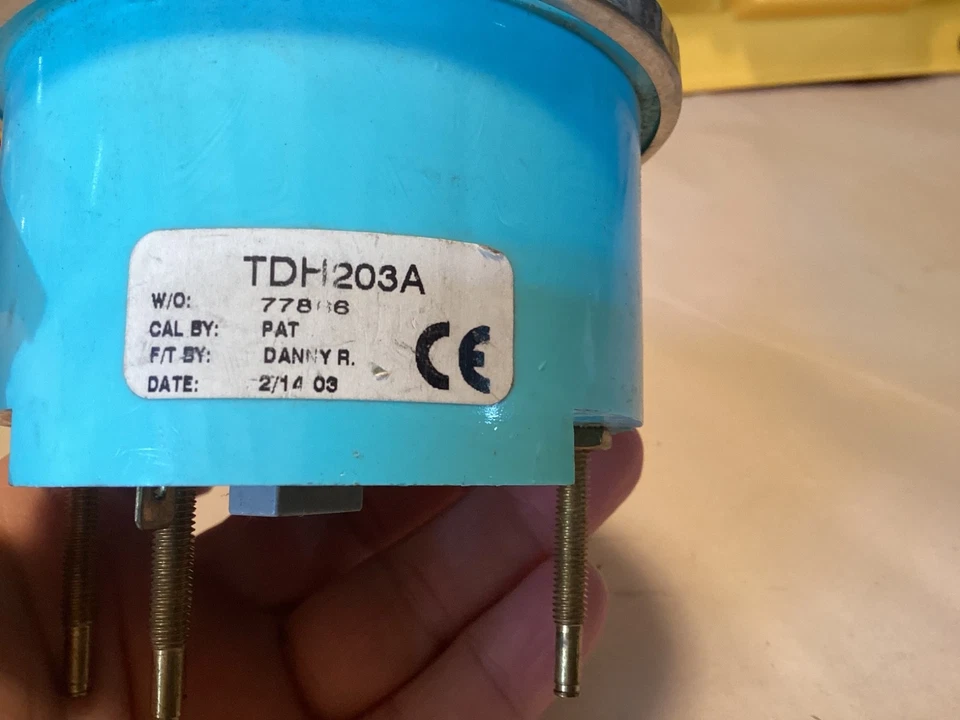 TDH203A
W/O:
CAL BY: PAT
F/T BY: DANNY R.
DATE: 2/14 03
CE